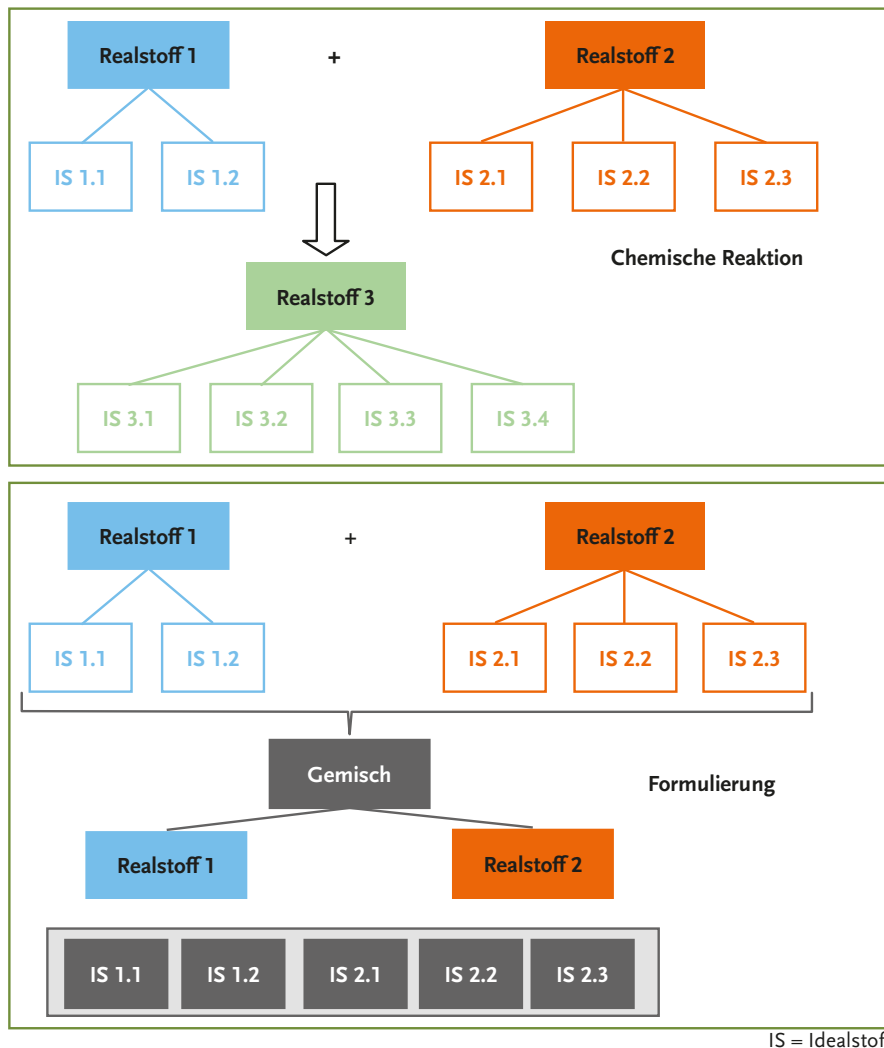 Realstoff 1 + Realstoff 2
IS 1.1 IS 1.2 IS 2.1 IS 2.2 IS 2.3
Chemische Reaktion
Realstoff 3
IS 3.1 IS 3.2 IS 3.3 IS 3.4
Realstoff 1 + Realstoff 2
IS 1.1 IS 1.2 IS 2.1 IS 2.2 IS 2.3
Gemisch
Formulierung
Realstoff 1 Realstoff 2
IS 1.1 IS 1.2 IS 2.1 IS 2.2 IS 2.3
IS = Idealstof